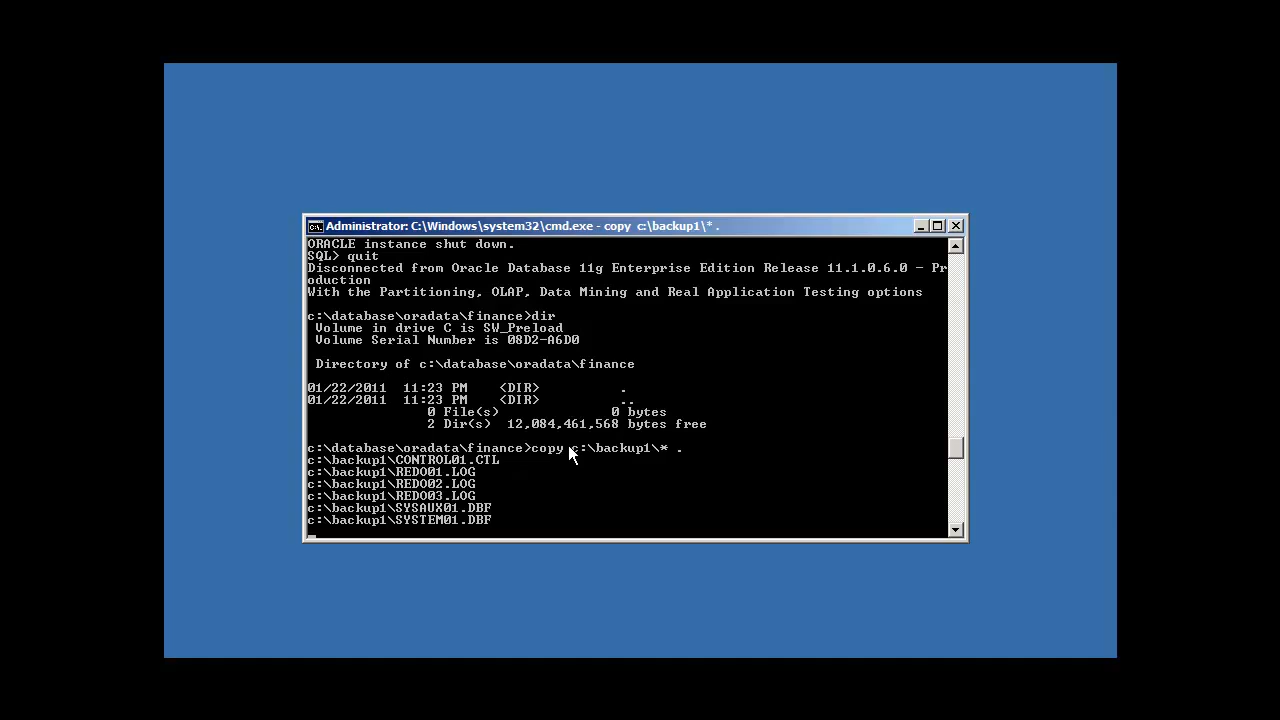 Administrator: C:\Windows\system32\cmd.exe - copy c:\backup1\* .
ORACLE instance shut down.
SQL> quit
Disconnected from Oracle Database 11g Enterprise Edition Release 11.1.0.6.0 - Pr
oduction
With the Partitioning, OLAP, Data Mining and Real Application Testing options
c:\database\oradata\finance>dir
Volume in drive C is SW_Preload
Volume Serial Number is 08D2-A6D0
Directory of c:\database\oradata\finance
01/22/2011 11:23 PM <DIR> .
01/22/2011 11:23 PM <DIR> ..
0 File(s) 0 bytes
2 Dir(s) 12,084,461,568 bytes free
c:\database\oradata\finance>copy c:\backup1\* .
c:\backup1\CONTROL01.CTL
c:\backup1\REDO01.LOG
c:\backup1\REDO02.LOG
c:\backup1\REDO03.LOG
c:\backup1\SYSAUX01.DBF
c:\backup1\SYSTEM01.DBF